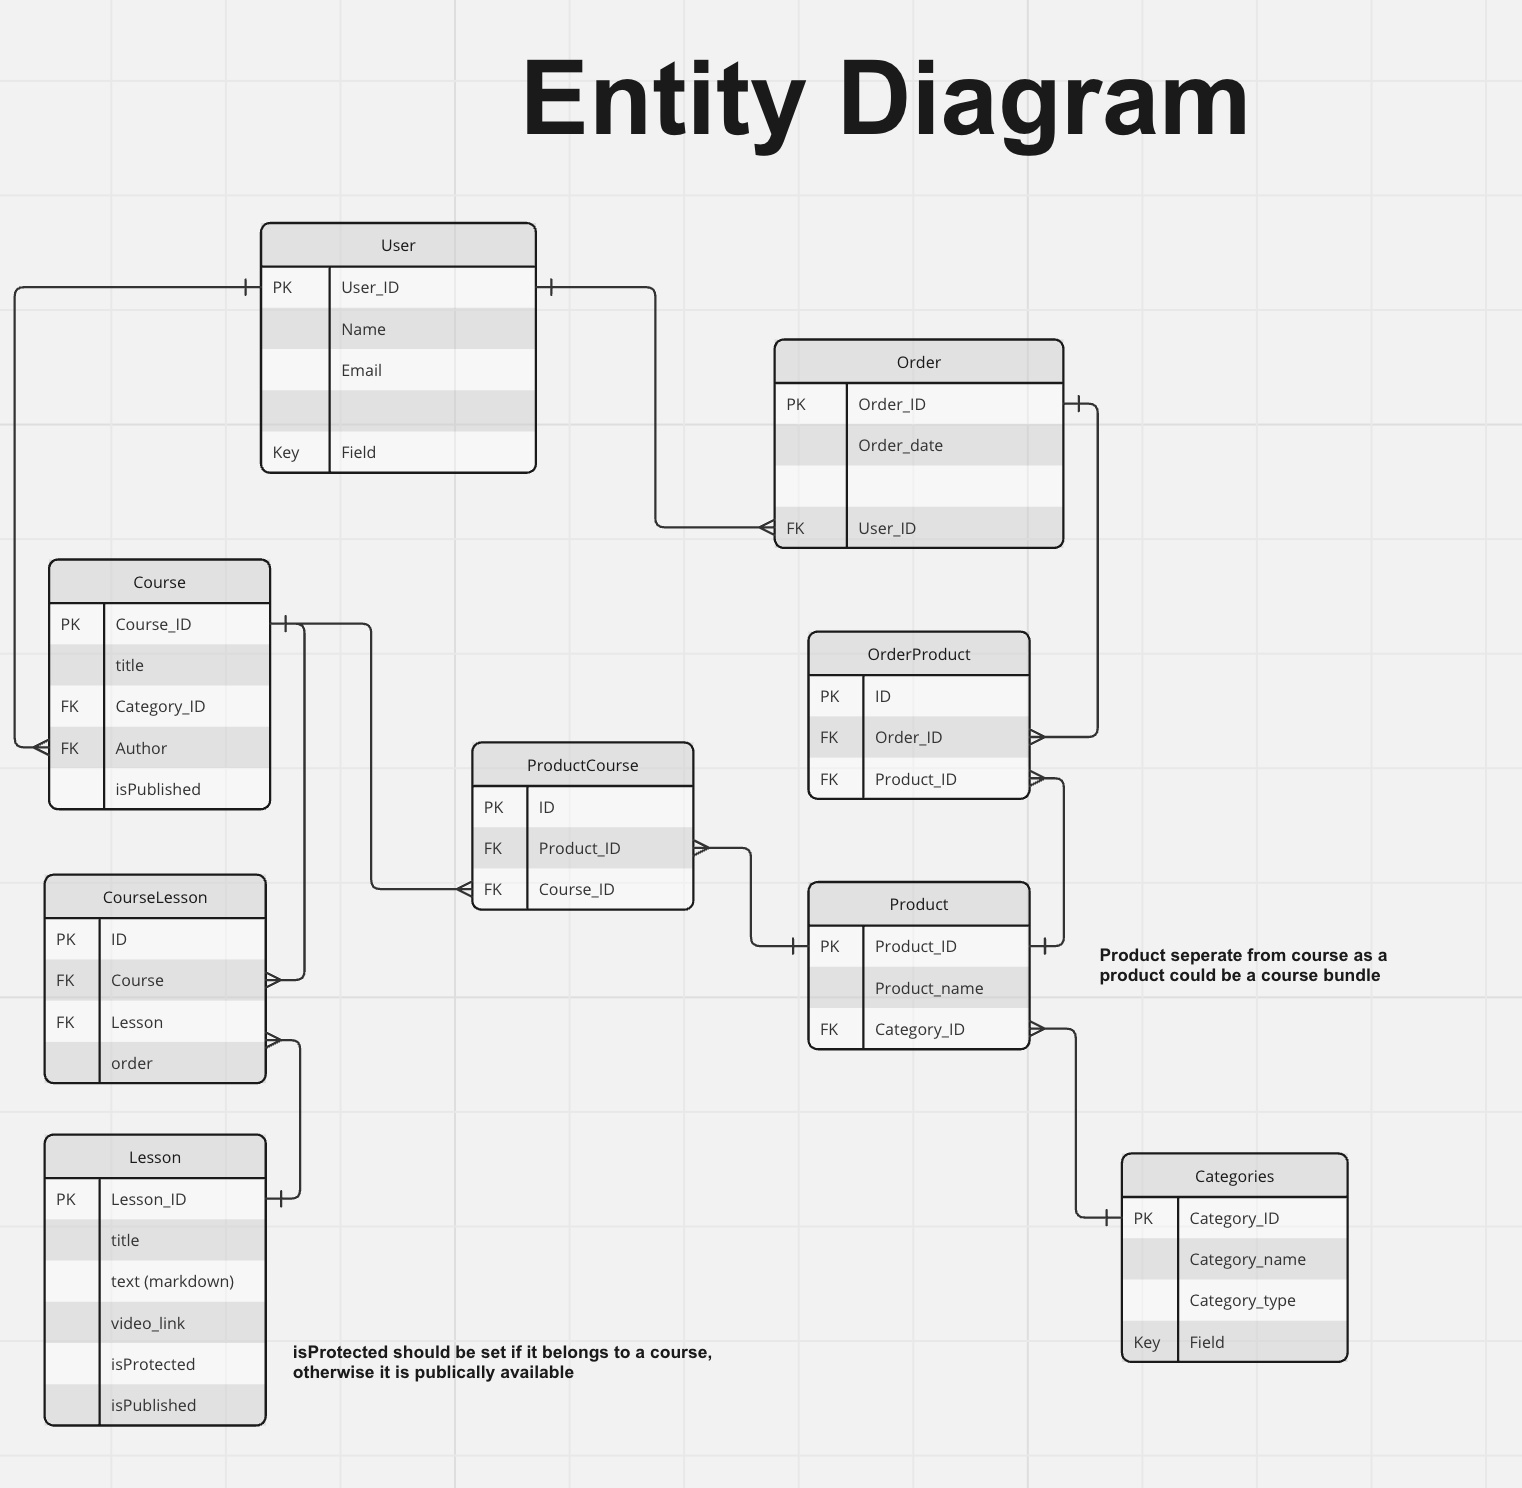 Entity Diagram
User
PK User_ID
Name
Email
Key Field
Order
PK Order_ID
Order_date
FK User_ID
Course
PK Course_ID
title
FK Category_ID
FK Author
isPublished
OrderProduct
PK ID
FK Order_ID
FK Product_ID
ProductCourse
PK ID
FK Product_ID
FK Course_ID
CourseLesson
PK ID
FK Course
FK Lesson
order
Product
PK Product_ID
Product_name
FK Category_ID
Product seperate from course as a
product could be a course bundle
Lesson
PK Lesson_ID
title
text (markdown)
video_link
isProtected
isPublished
isProtected should be set if it belongs to a course,
otherwise it is publically available
Categories
PK Category_ID
Category_name
Category_type
Key Field